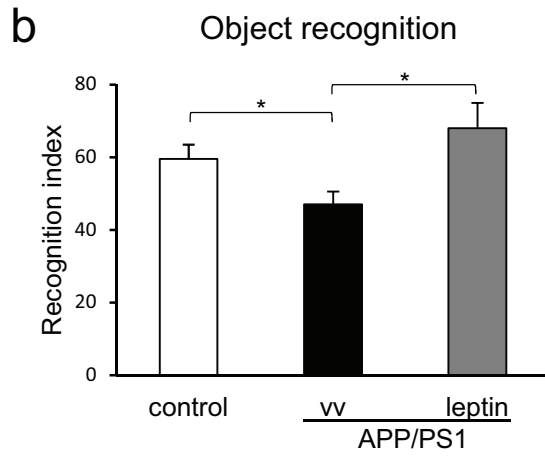 b
Object recognition
Recognition index
80
60
40
20
0
*
*
control
vv
leptin
APP/PS1